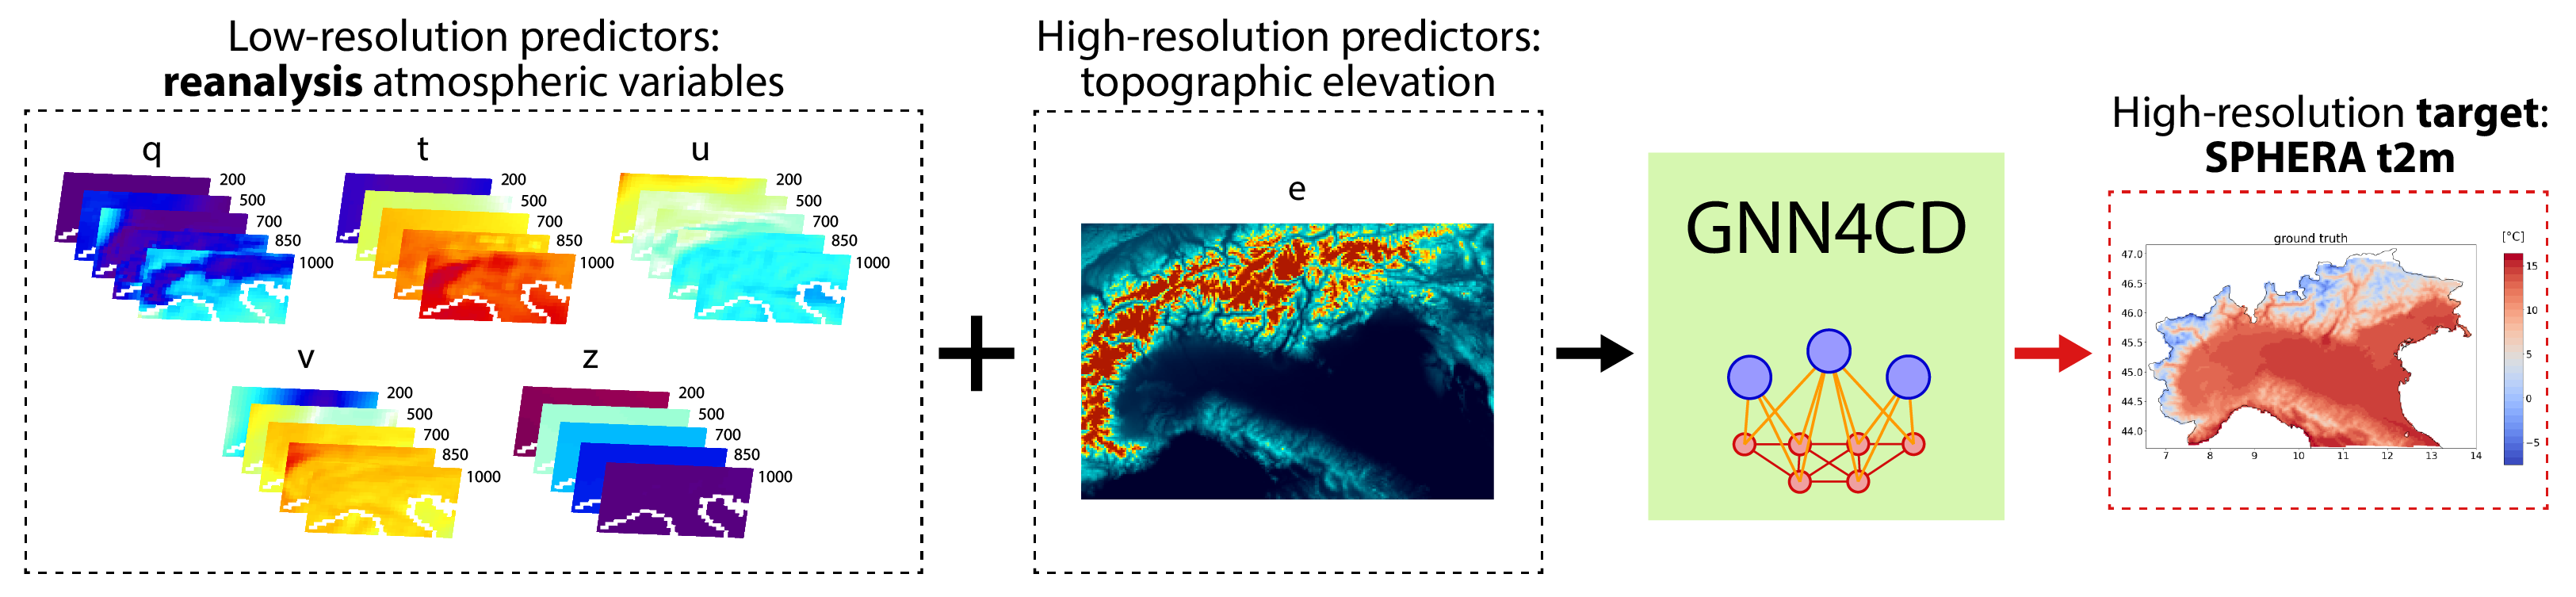 Low-resolution predictors:
reanalysis atmospheric variables
q
200
500
700
850
1000
t
200
500
700
850
1000
u
200
500
700
850
1000
v
200
500
700
850
1000
z
200
500
700
850
1000
+
High-resolution predictors:
topographic elevation
e
GNN4CD
High-resolution target:
SPHERA t2m
ground truth
[°C]
47.0
46.5
46.0
45.5
45.0
44.5
44.0
7 8 9 10 11 12 13 14
15
10
5
0
−5